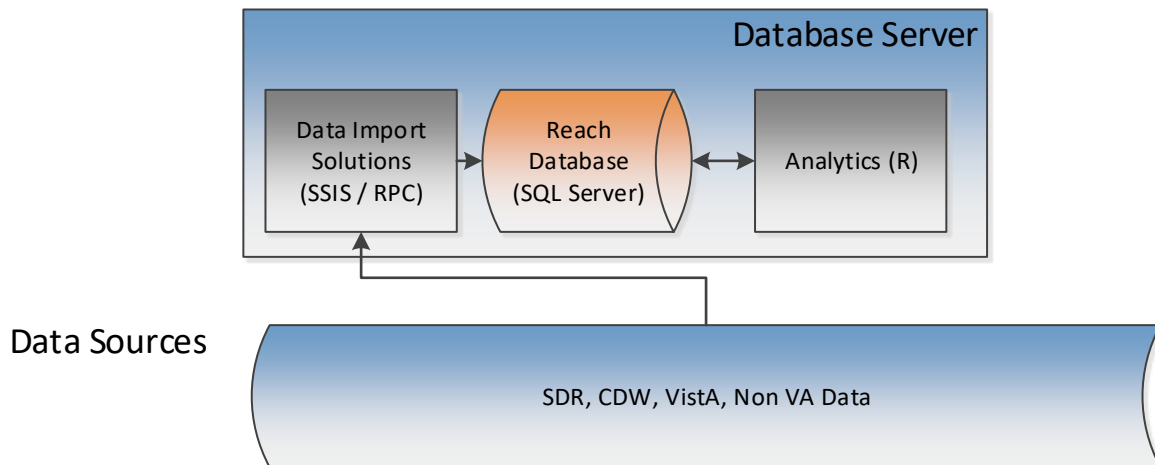 Database Server
Data Import
Solutions
(SSIS / RPC)
Reach
Database
(SQL Server)
Analytics (R)
Data Sources
SDR, CDW, VistA, Non VA Data